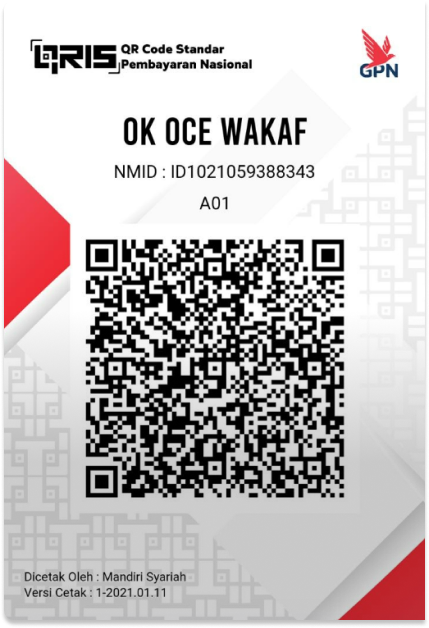 QRIS
QR Code Standar
Pembayaran Nasional
GPN
OK OCE WAKAF
NMID : ID1021059388343
A01
Dicetak Oleh : Mandiri Syariah
Versi Cetak : 1-2021.01.11